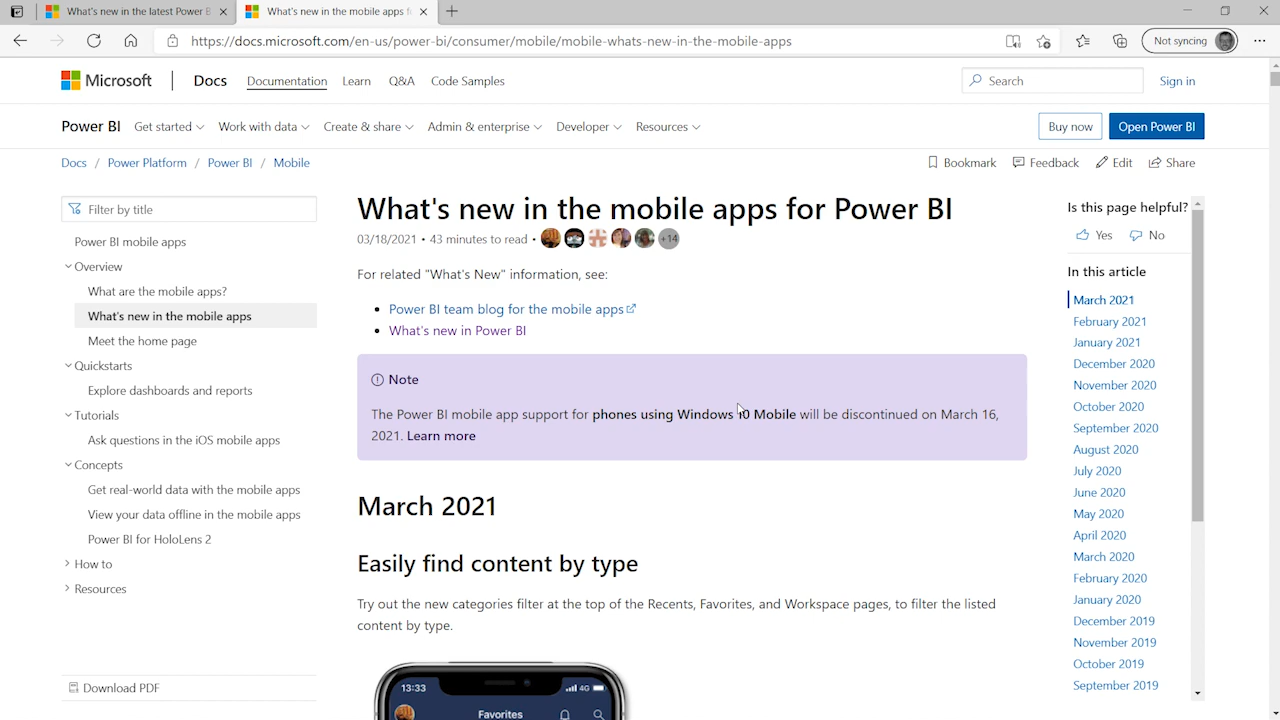 What's new in the latest Power B
What's new in the mobile apps f
https://docs.microsoft.com/en-us/power-bi/consumer/mobile/mobile-whats-new-in-the-mobile-apps
Not syncing
Microsoft
Docs
Documentation
Learn
Q&A
Code Samples
Search
Sign in
Power BI
Get started
Work with data
Create & share
Admin & enterprise
Developer
Resources
Buy now
Open Power BI
Docs / Power Platform / Power BI / Mobile
Bookmark
Feedback
Edit
Share
Filter by title
Power BI mobile apps
Overview
What are the mobile apps?
What's new in the mobile apps
Meet the home page
Quickstarts
Explore dashboards and reports
Tutorials
Ask questions in the iOS mobile apps
Concepts
Get real-world data with the mobile apps
View your data offline in the mobile apps
Power BI for HoloLens 2
How to
Resources
Download PDF
What's new in the mobile apps for Power BI
03/18/2021 • 43 minutes to read •
+14
For related "What's New" information, see:
• Power BI team blog for the mobile apps
• What's new in Power BI
Note
The Power BI mobile app support for phones using Windows 10 Mobile will be discontinued on March 16,
2021. Learn more
March 2021
Easily find content by type
Try out the new categories filter at the top of the Recents, Favorites, and Workspace pages, to filter the listed
content by type.
13:33
4G
Favorites
Is this page helpful?
Yes
No
In this article
March 2021
February 2021
January 2021
December 2020
November 2020
October 2020
September 2020
August 2020
July 2020
June 2020
May 2020
April 2020
March 2020
February 2020
January 2020
December 2019
November 2019
October 2019
September 2019